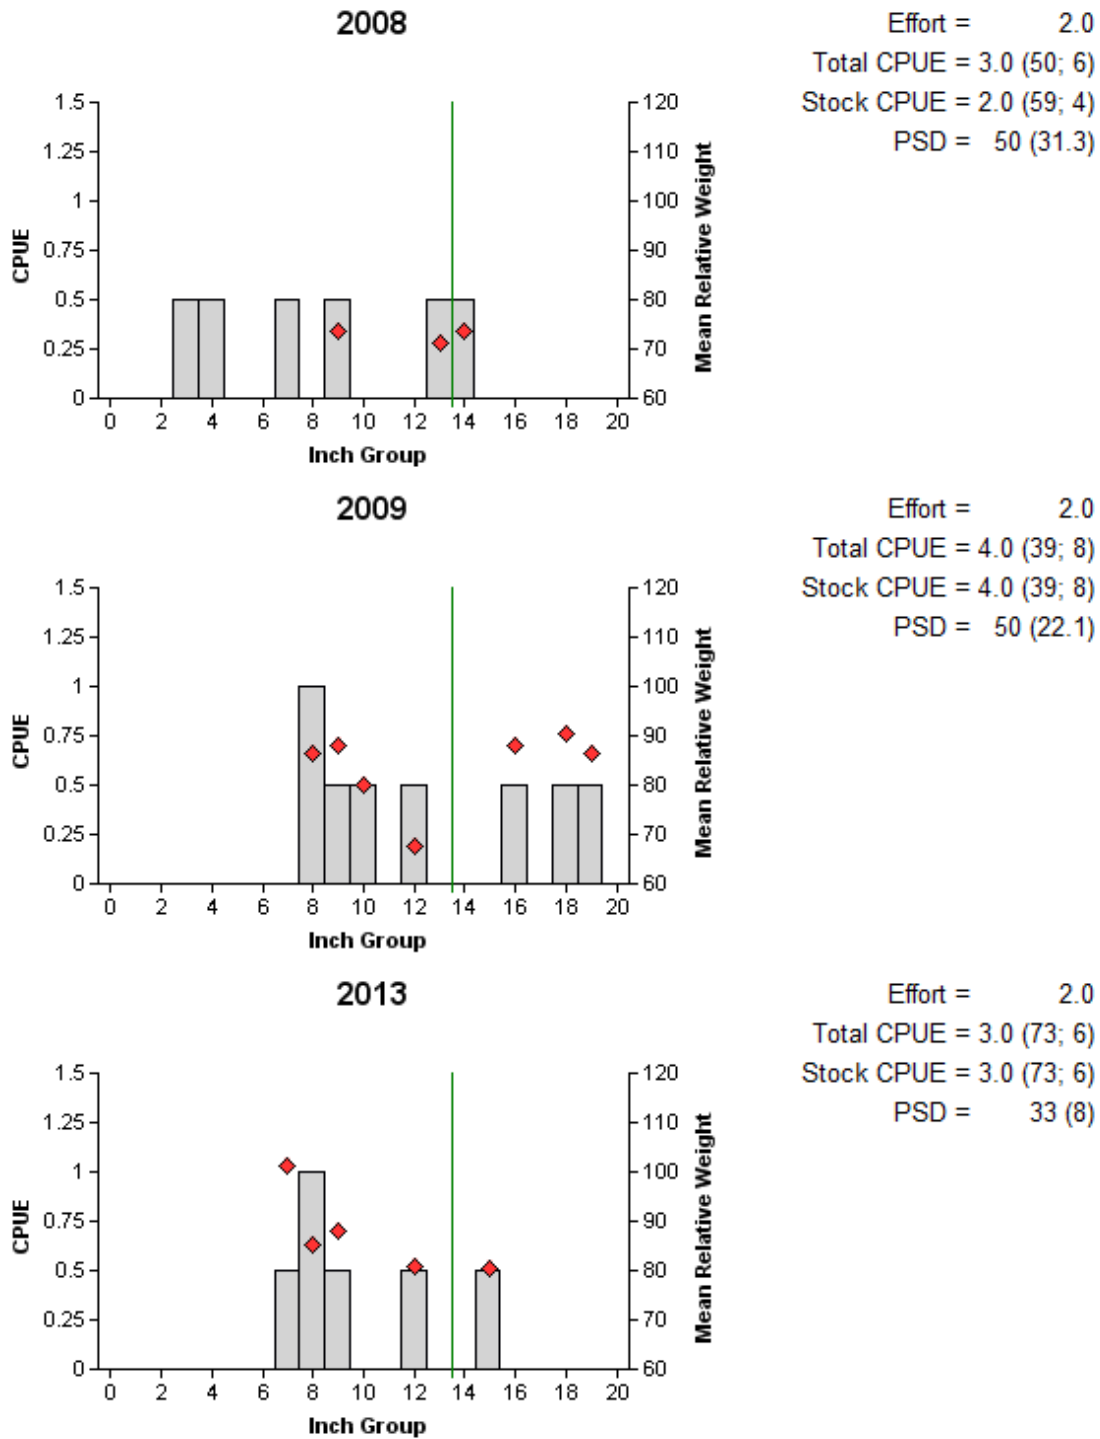 2008
Effort = 2.0
Total CPUE = 3.0 (50; 6)
Stock CPUE = 2.0 (59; 4)
PSD = 50 (31.3)
1.5
1.25
1
0.75
0.5
0.25
0
CPUE
120
110
100
90
80
70
60
Mean Relative Weight
0 2 4 6 8 10 12 14 16 18 20
Inch Group
2009
Effort = 2.0
Total CPUE = 4.0 (39; 8)
Stock CPUE = 4.0 (39; 8)
PSD = 50 (22.1)
1.5
1.25
1
0.75
0.5
0.25
0
CPUE
120
110
100
90
80
70
60
Mean Relative Weight
0 2 4 6 8 10 12 14 16 18 20
Inch Group
2013
Effort = 2.0
Total CPUE = 3.0 (73; 6)
Stock CPUE = 3.0 (73; 6)
PSD = 33 (8)
1.5
1.25
1
0.75
0.5
0.25
0
CPUE
120
110
100
90
80
70
60
Mean Relative Weight
0 2 4 6 8 10 12 14 16 18 20
Inch Group